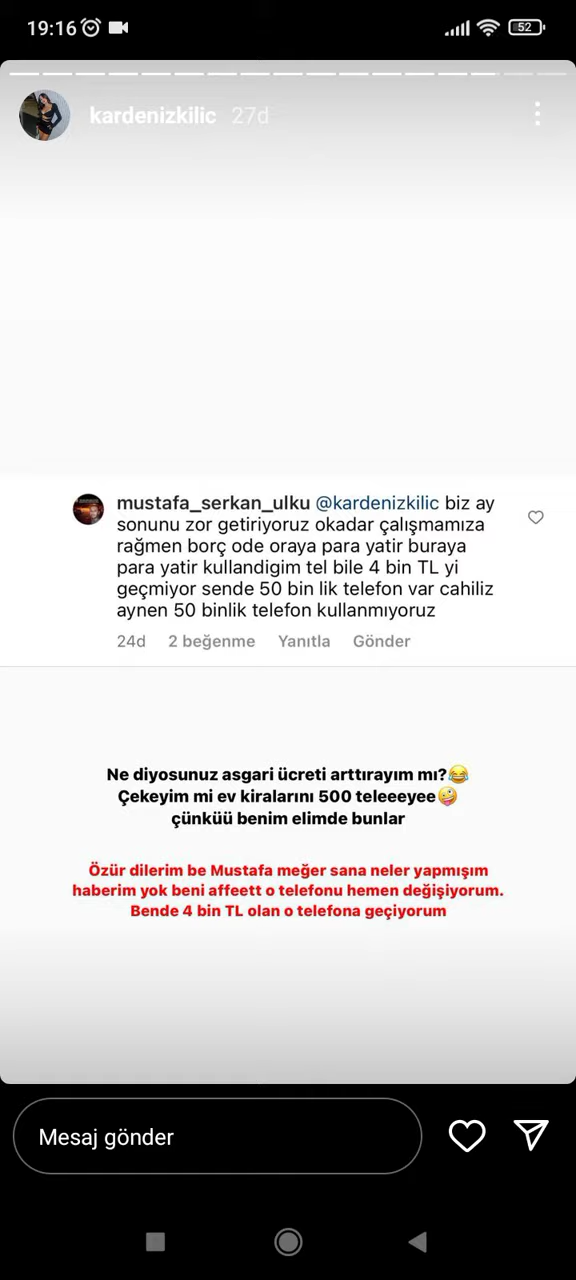 19:16
52
kardenizkilic 27d
mustafa_serkan_ulku @kardenizkilic biz ay
sonunu zor getiriyoruz okadar çalışmamıza
rağmen borç ode oraya para yatir buraya
para yatir kullandigim tel bile 4 bin TL yi
geçmiyor sende 50 bin lik telefon var cahiliz
aynen 50 binlik telefon kullanmıyoruz
24d 2 beğenme Yanıtla Gönder
Ne diyosunuz asgari ücreti arttırayım mı?😂
Çekeyim mi ev kiralarını 500 teleeeyee🤪
çünküü benim elimde bunlar
Özür dilerim be Mustafa meğer sana neler yapmışım
haberim yok beni affeett o telefonu hemen değişiyorum.
Bende 4 bin TL olan o telefona geçiyorum
Mesaj gönder